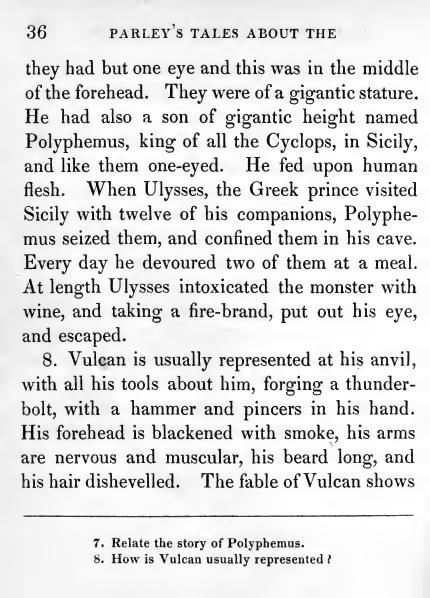 36 PARLEY'S TALES ABOUT THE
they had but one eye and this was in the middle
of the forehead. They were of a gigantic stature.
He had also a son of gigantic height named
Polyphemus, king of all the Cyclops, in Sicily,
and like them one-eyed. He fed upon human
flesh. When Ulysses, the Greek prince visited
Sicily with twelve of his companions, Polyphe-
mus seized them, and confined them in his cave.
Every day he devoured two of them at a meal.
At length Ulysses intoxicated the monster with
wine, and taking a fire-brand, put out his eye,
and escaped.
8. Vulcan is usually represented at his anvil,
with all his tools about him, forging a thunder-
bolt, with a hammer and pincers in his hand.
His forehead is blackened with smoke, his arms
are nervous and muscular, his beard long, and
his hair dishevelled. The fable of Vulcan shows
7. Relate the story of Polyphemus.
8. How is Vulcan usually represented?